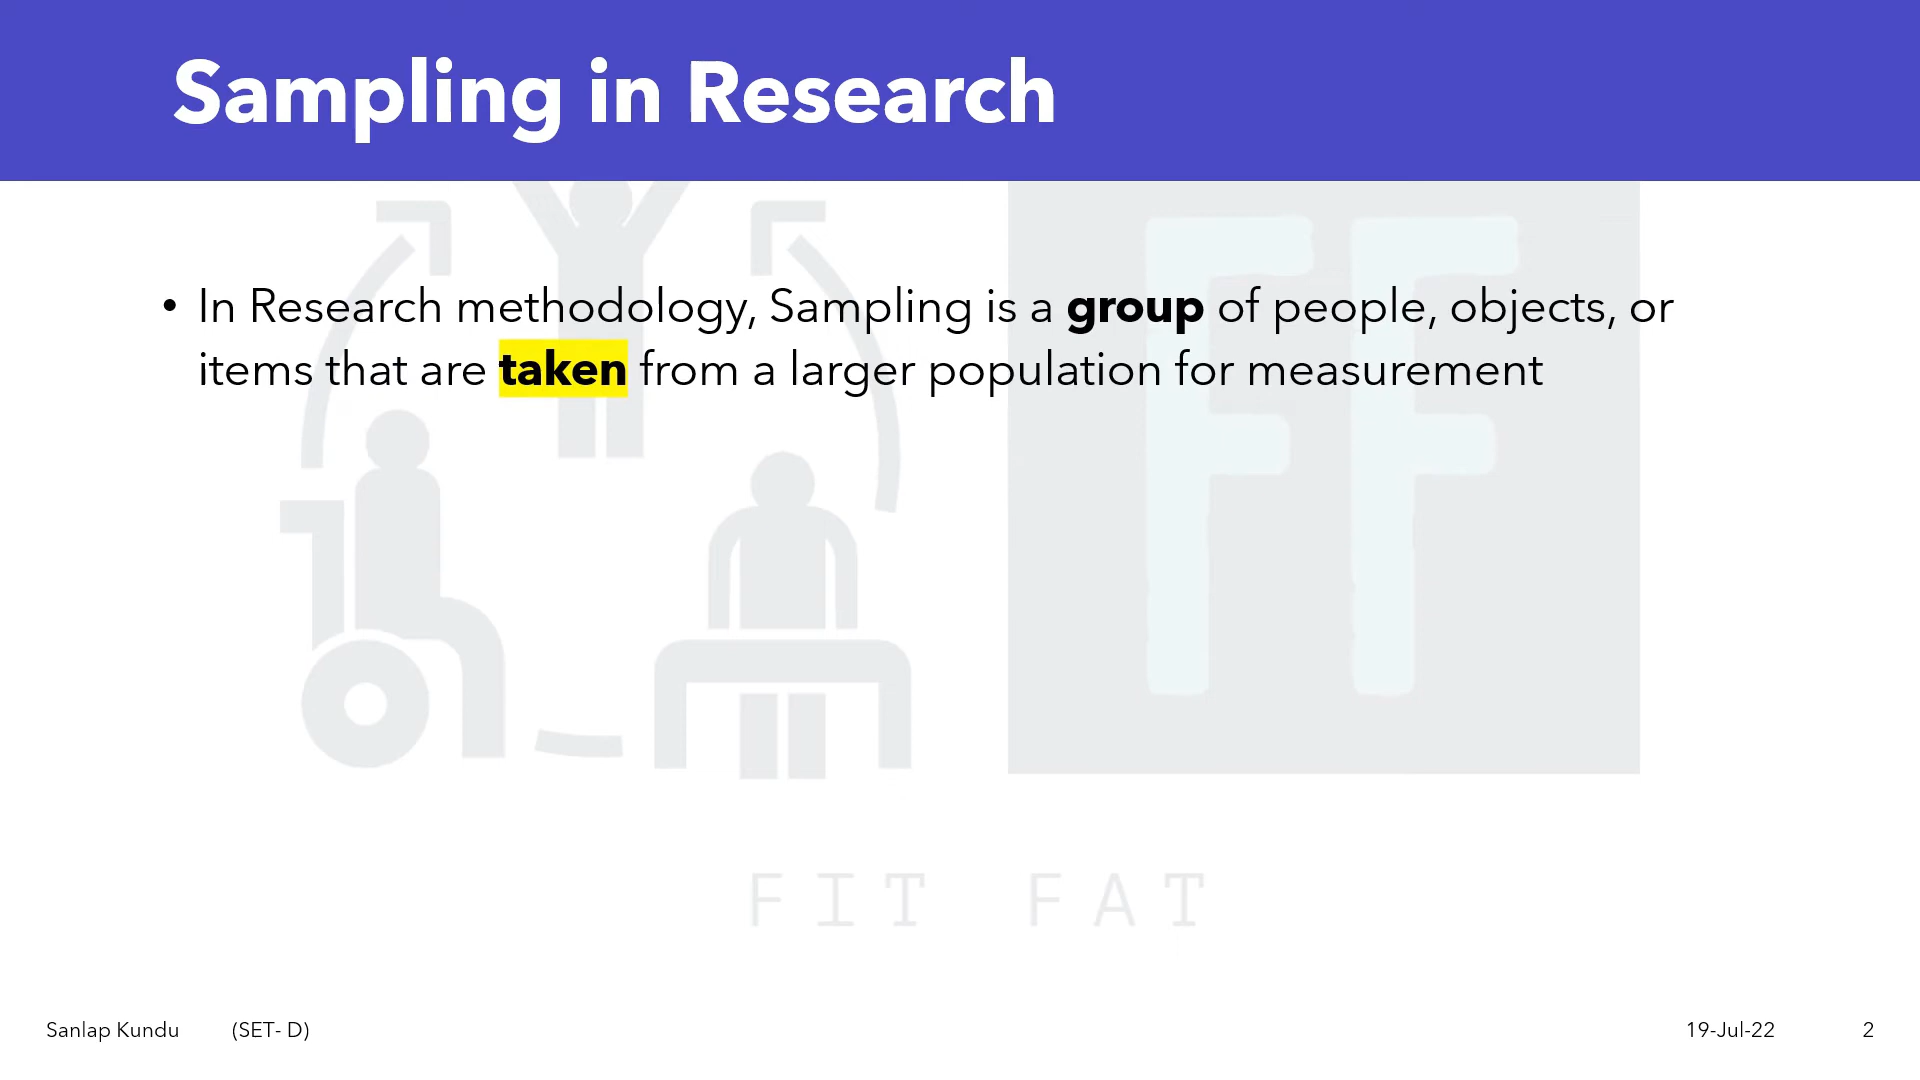 Sampling in Research
• In Research methodology, Sampling is a group of people, objects, or
items that are taken from a larger population for measurement
FF
FIT FAT
Sanlap Kundu (SET- D) 19-Jul-22 2